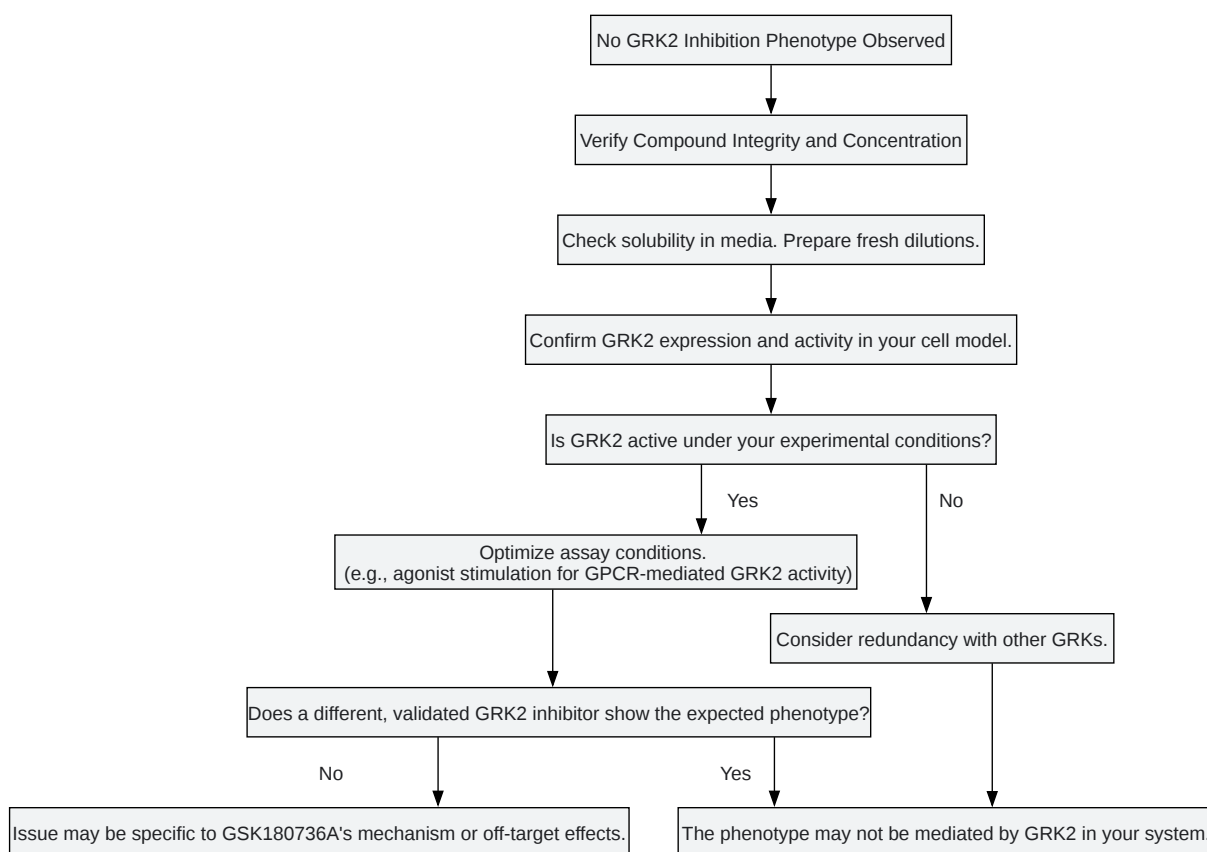 No GRK2 Inhibition Phenotype Observed
Verify Compound Integrity and Concentration
Check solubility in media. Prepare fresh dilutions.
Confirm GRK2 expression and activity in your cell model.
Is GRK2 active under your experimental conditions?
Yes
No
Optimize assay conditions.
(e.g., agonist stimulation for GPCR-mediated GRK2 activity)
Consider redundancy with other GRKs.
Does a different, validated GRK2 inhibitor show the expected phenotype?
No
Yes
Issue may be specific to GSK180736A's mechanism or off-target effects.
The phenotype may not be mediated by GRK2 in your system.